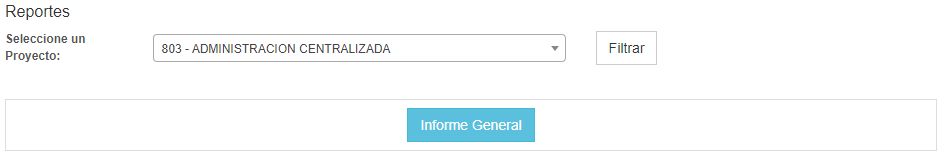 Reportes
Seleccione un
Proyecto:
803 - ADMINISTRACION CENTRALIZADA
Filtrar
Informe General